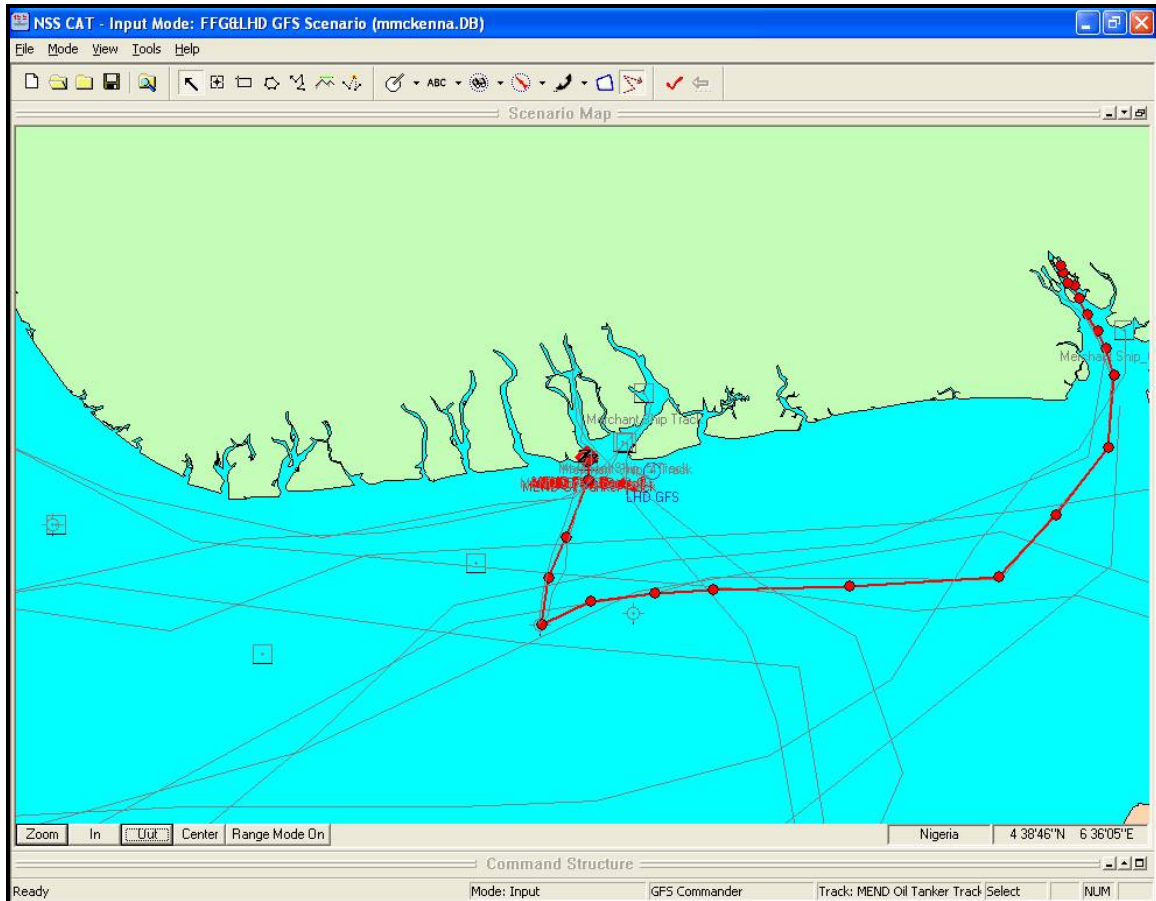 NSS CAT - Input Mode: FFG&LHD GFS Scenario (mmckenna.DB)
File Mode View Tools Help
ABC
Scenario Map
Merchant Ship_
Merchant Ship Track
LHD GFS
Zoom In Out Center Range Mode On
Nigeria 4 38'46"N 6 36'05"E
Command Structure
Ready Mode: Input GFS Commander Track: MEND Oil Tanker Track Select NUM